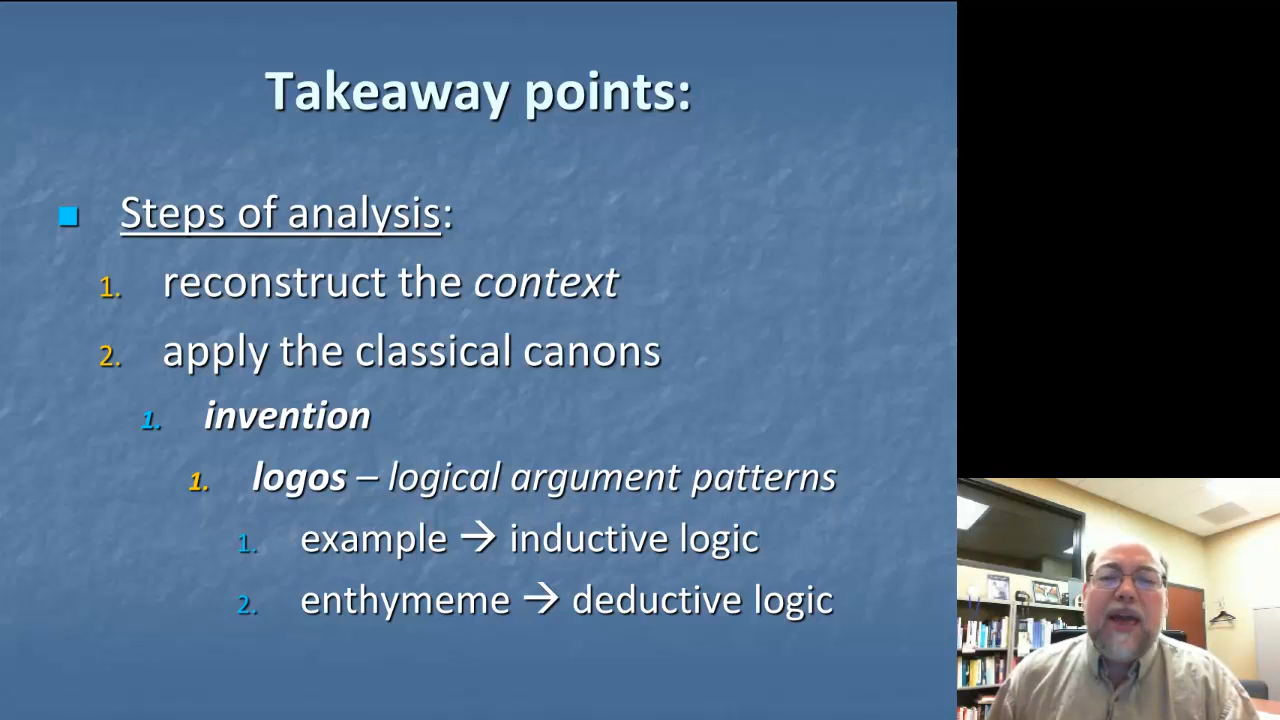 Takeaway points:
Steps of analysis:
1. reconstruct the context
2. apply the classical canons
1. invention
1. logos – logical argument patterns
1. example → inductive logic
2. enthymeme → deductive logic